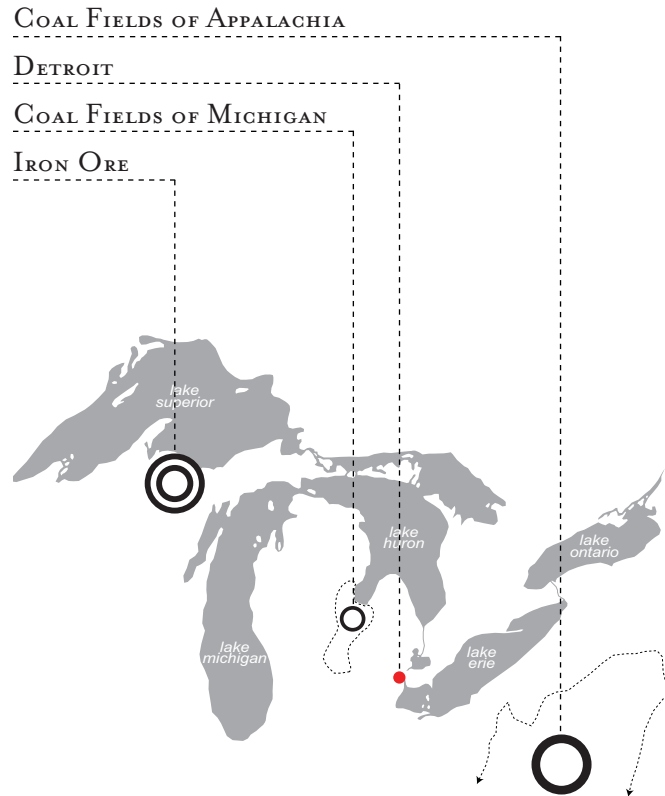 Coal Fields of Appalachia
Detroit
Coal Fields of Michigan
Iron Ore
lake
superior
lake
huron
lake
ontario
lake
michigan
lake
erie